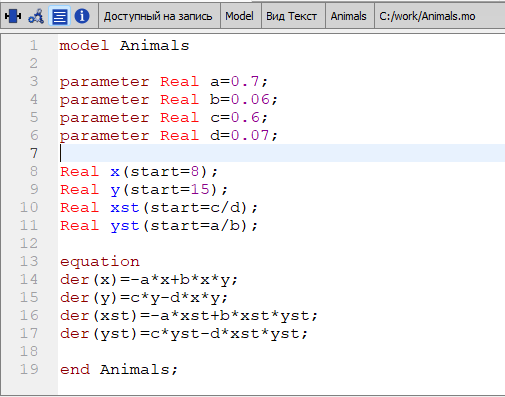 Доступный на запись Model Вид Текст Animals C:/work/Animals.mo
1 model Animals
2
3 parameter Real a=0.7;
4 parameter Real b=0.06;
5 parameter Real c=0.6;
6 parameter Real d=0.07;
7
8 Real x(start=8);
9 Real y(start=15);
10 Real xst(start=c/d);
11 Real yst(start=a/b);
12
13 equation
14 der(x)=-a*x+b*x*y;
15 der(y)=c*y-d*x*y;
16 der(xst)=-a*xst+b*xst*yst;
17 der(yst)=c*yst-d*xst*yst;
18
19 end Animals;